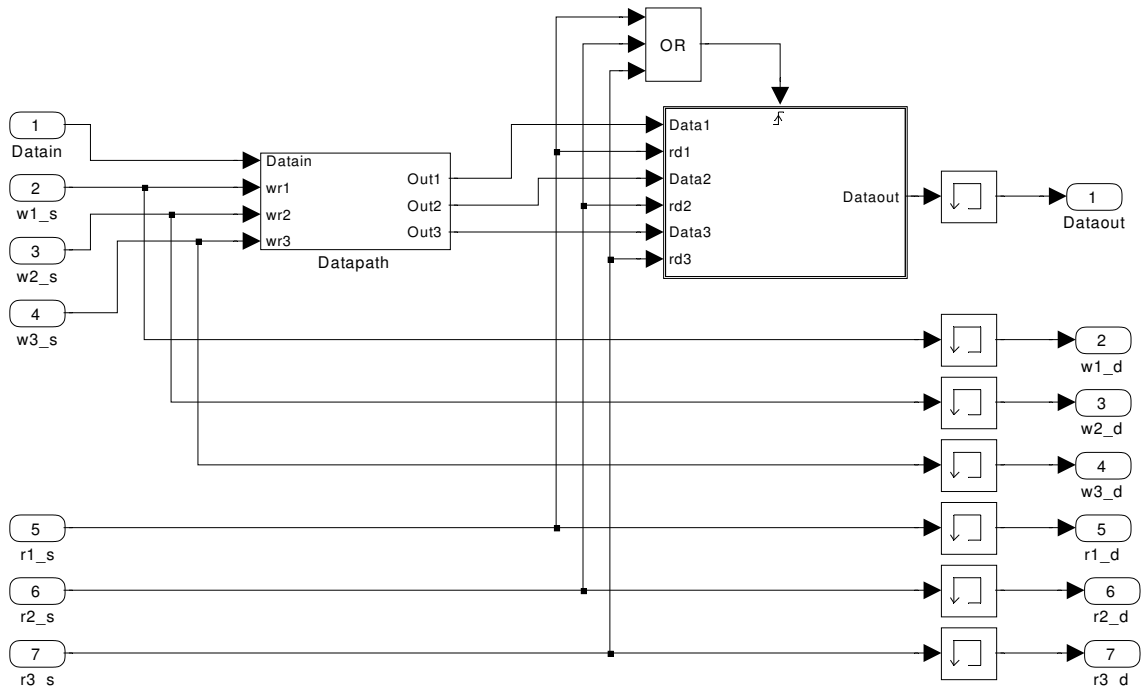 OR
1
Datain
2
w1_s
3
w2_s
4
w3_s
Datain
wr1
wr2
wr3
Out1
Out2
Out3
Datapath
Data1
rd1
Data2
rd2
Data3
rd3
Dataout
1
Dataout
2
w1_d
3
w2_d
4
w3_d
5
r1_s
5
r1_d
6
r2_s
6
r2_d
7
r3_s
7
r3_d